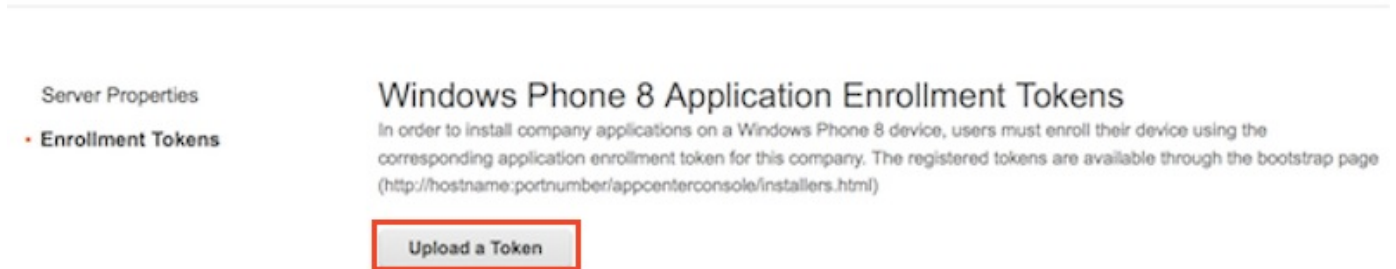 Server Properties
• Enrollment Tokens
Windows Phone 8 Application Enrollment Tokens
In order to install company applications on a Windows Phone 8 device, users must enroll their device using the
corresponding application enrollment token for this company. The registered tokens are available through the bootstrap page
(http://hostname:portnumber/appcenterconsole/installers.html)
Upload a Token